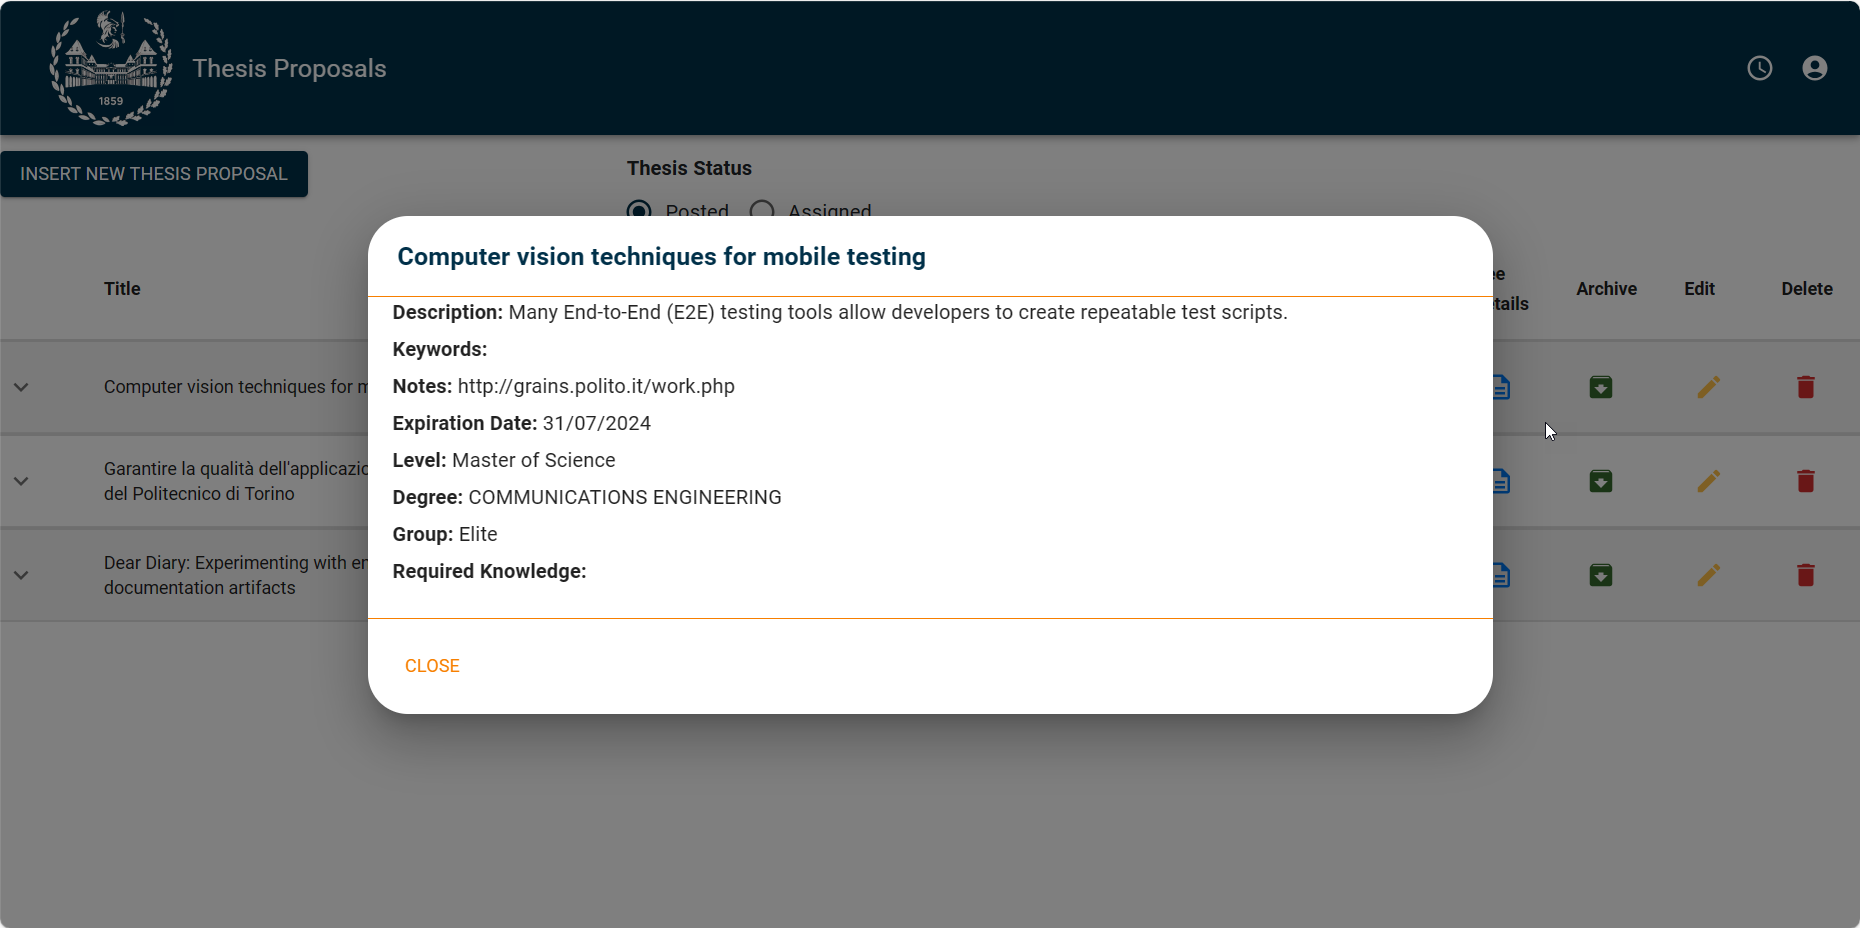 1859
Thesis Proposals
INSERT NEW THESIS PROPOSAL
Thesis Status
Posted
Assigned
Title
ee
tails
Archive
Edit
Delete
Computer vision techniques for m
Garantire la qualità dell'applicazio
del Politecnico di Torino
Dear Diary: Experimenting with en
documentation artifacts
Computer vision techniques for mobile testing
Description: Many End-to-End (E2E) testing tools allow developers to create repeatable test scripts.
Keywords:
Notes: http://grains.polito.it/work.php
Expiration Date: 31/07/2024
Level: Master of Science
Degree: COMMUNICATIONS ENGINEERING
Group: Elite
Required Knowledge:
CLOSE